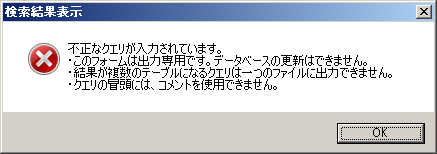 検索結果表示
不正なクエリが入力されています。
・このフォームは出力専用です。データベースの更新はできません。
・結果が複数のテーブルになるクエリは一つのファイルに出力できません。
・クエリの冒頭には、コメントを使用できません。
OK